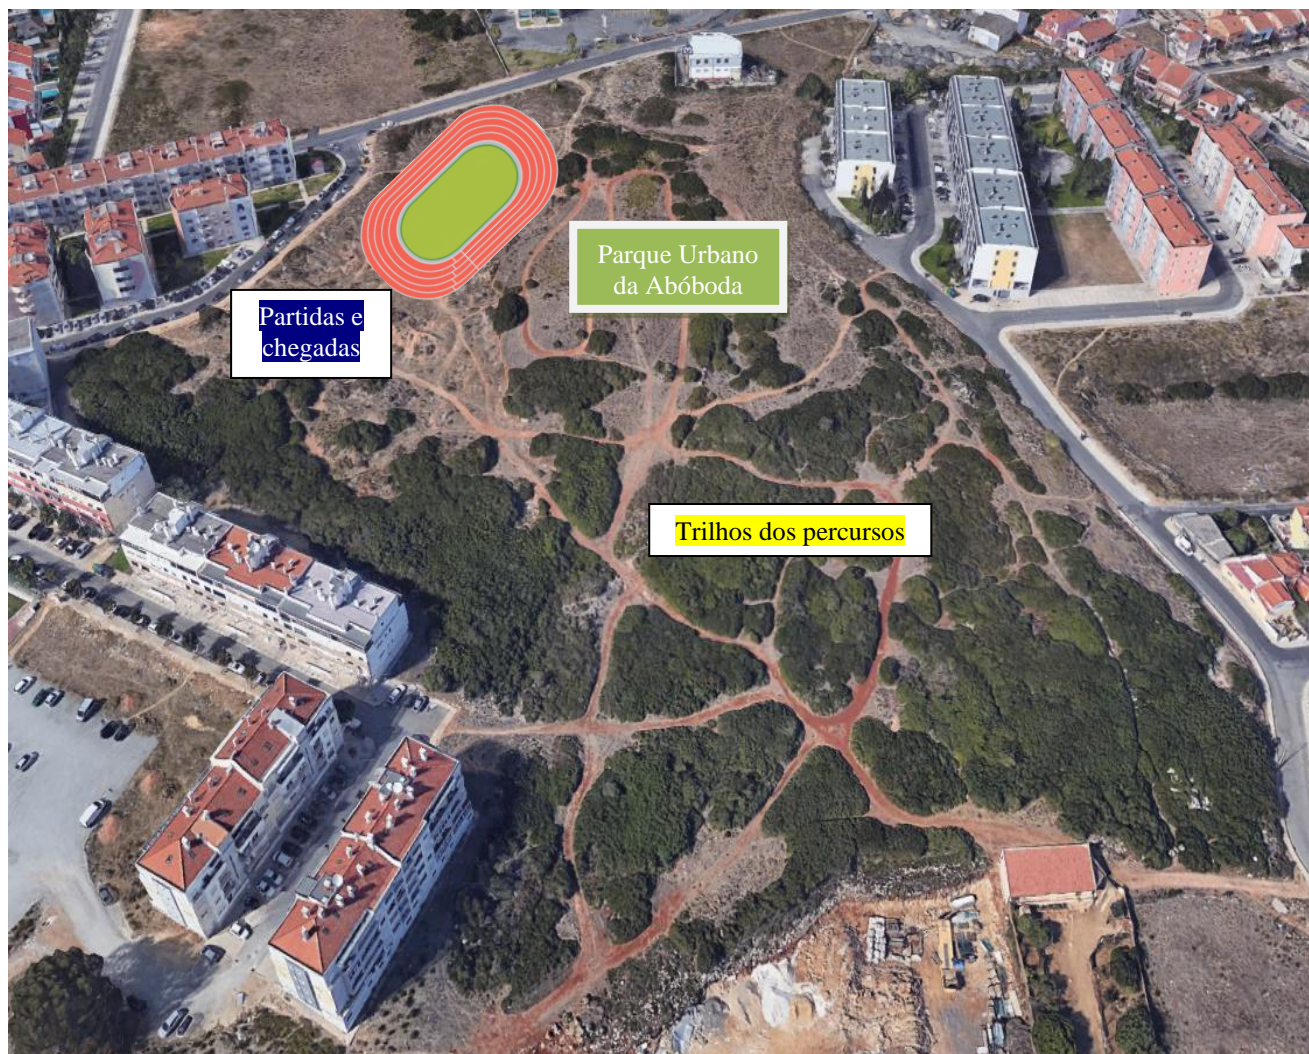 Parque Urbano
da Abóboda
Partidas e
chegadas
Trilhos dos percursos